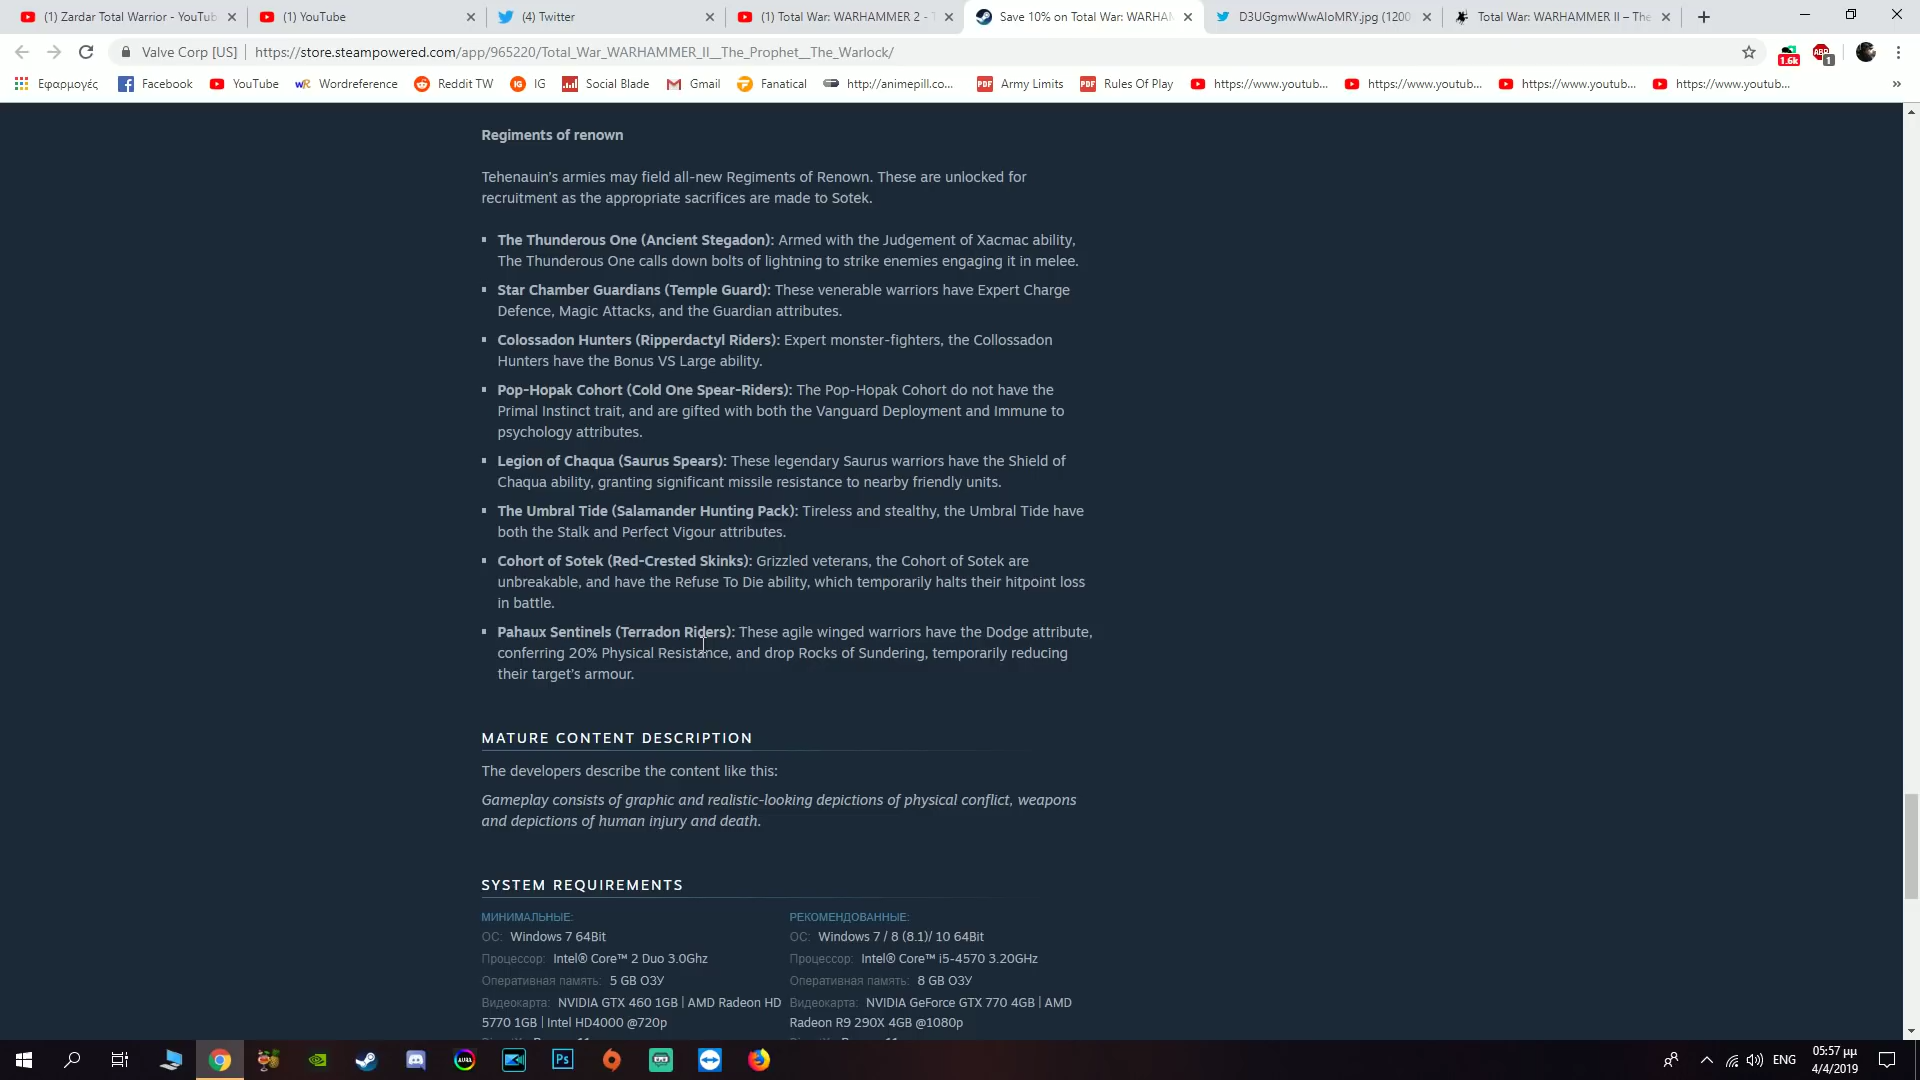 (1) Zardar Total Warrior - YouTub
(1) YouTube
(4) Twitter
(1) Total War: WARHAMMER 2 - T
Save 10% on Total War: WARHAM
D3UGgmwWwAIoMRY.jpg (1200
Total War: WARHAMMER II – The
Valve Corp [US]
https://store.steampowered.com/app/965220/Total_War_WARHAMMER_II__The_Prophet__The_Warlock/
1.6k
ABP
1
Εφαρμογές
Facebook
YouTube
Wordreference
Reddit TW
IG
Social Blade
Gmail
Fanatical
http://animepill.co...
Army Limits
Rules Of Play
https://www.youtub...
https://www.youtub...
https://www.youtub...
https://www.youtub...
Regiments of renown
Tehenauin's armies may field all-new Regiments of Renown. These are unlocked for
recruitment as the appropriate sacrifices are made to Sotek.
The Thunderous One (Ancient Stegadon): Armed with the Judgement of Xacmac ability,
The Thunderous One calls down bolts of lightning to strike enemies engaging it in melee.
Star Chamber Guardians (Temple Guard): These venerable warriors have Expert Charge
Defence, Magic Attacks, and the Guardian attributes.
Colossadon Hunters (Ripperdactyl Riders): Expert monster-fighters, the Collossadon
Hunters have the Bonus VS Large ability.
Pop-Hopak Cohort (Cold One Spear-Riders): The Pop-Hopak Cohort do not have the
Primal Instinct trait, and are gifted with both the Vanguard Deployment and Immune to
psychology attributes.
Legion of Chaqua (Saurus Spears): These legendary Saurus warriors have the Shield of
Chaqua ability, granting significant missile resistance to nearby friendly units.
The Umbral Tide (Salamander Hunting Pack): Tireless and stealthy, the Umbral Tide have
both the Stalk and Perfect Vigour attributes.
Cohort of Sotek (Red-Crested Skinks): Grizzled veterans, the Cohort of Sotek are
unbreakable, and have the Refuse To Die ability, which temporarily halts their hitpoint loss
in battle.
Pahaux Sentinels (Terradon Riders): These agile winged warriors have the Dodge attribute,
conferring 20% Physical Resistance, and drop Rocks of Sundering, temporarily reducing
their target's armour.
MATURE CONTENT DESCRIPTION
The developers describe the content like this:
Gameplay consists of graphic and realistic-looking depictions of physical conflict, weapons
and depictions of human injury and death.
SYSTEM REQUIREMENTS
МИНИМАЛЬНЫЕ:
ОС: Windows 7 64Bit
Процессор: Intel® Core™ 2 Duo 3.0Ghz
Оперативная память: 5 GB ОЗУ
Видеокарта: NVIDIA GTX 460 1GB | AMD Radeon HD
5770 1GB | Intel HD4000 @720p
РЕКОМЕНДОВАННЫЕ:
ОС: Windows 7 / 8 (8.1)/ 10 64Bit
Процессор: Intel® Core™ i5-4570 3.20GHz
Оперативная память: 8 GB ОЗУ
Видеокарта: NVIDIA GeForce GTX 770 4GB | AMD
Radeon R9 290X 4GB @1080p
ENG
05:57 μμ
4/4/2019